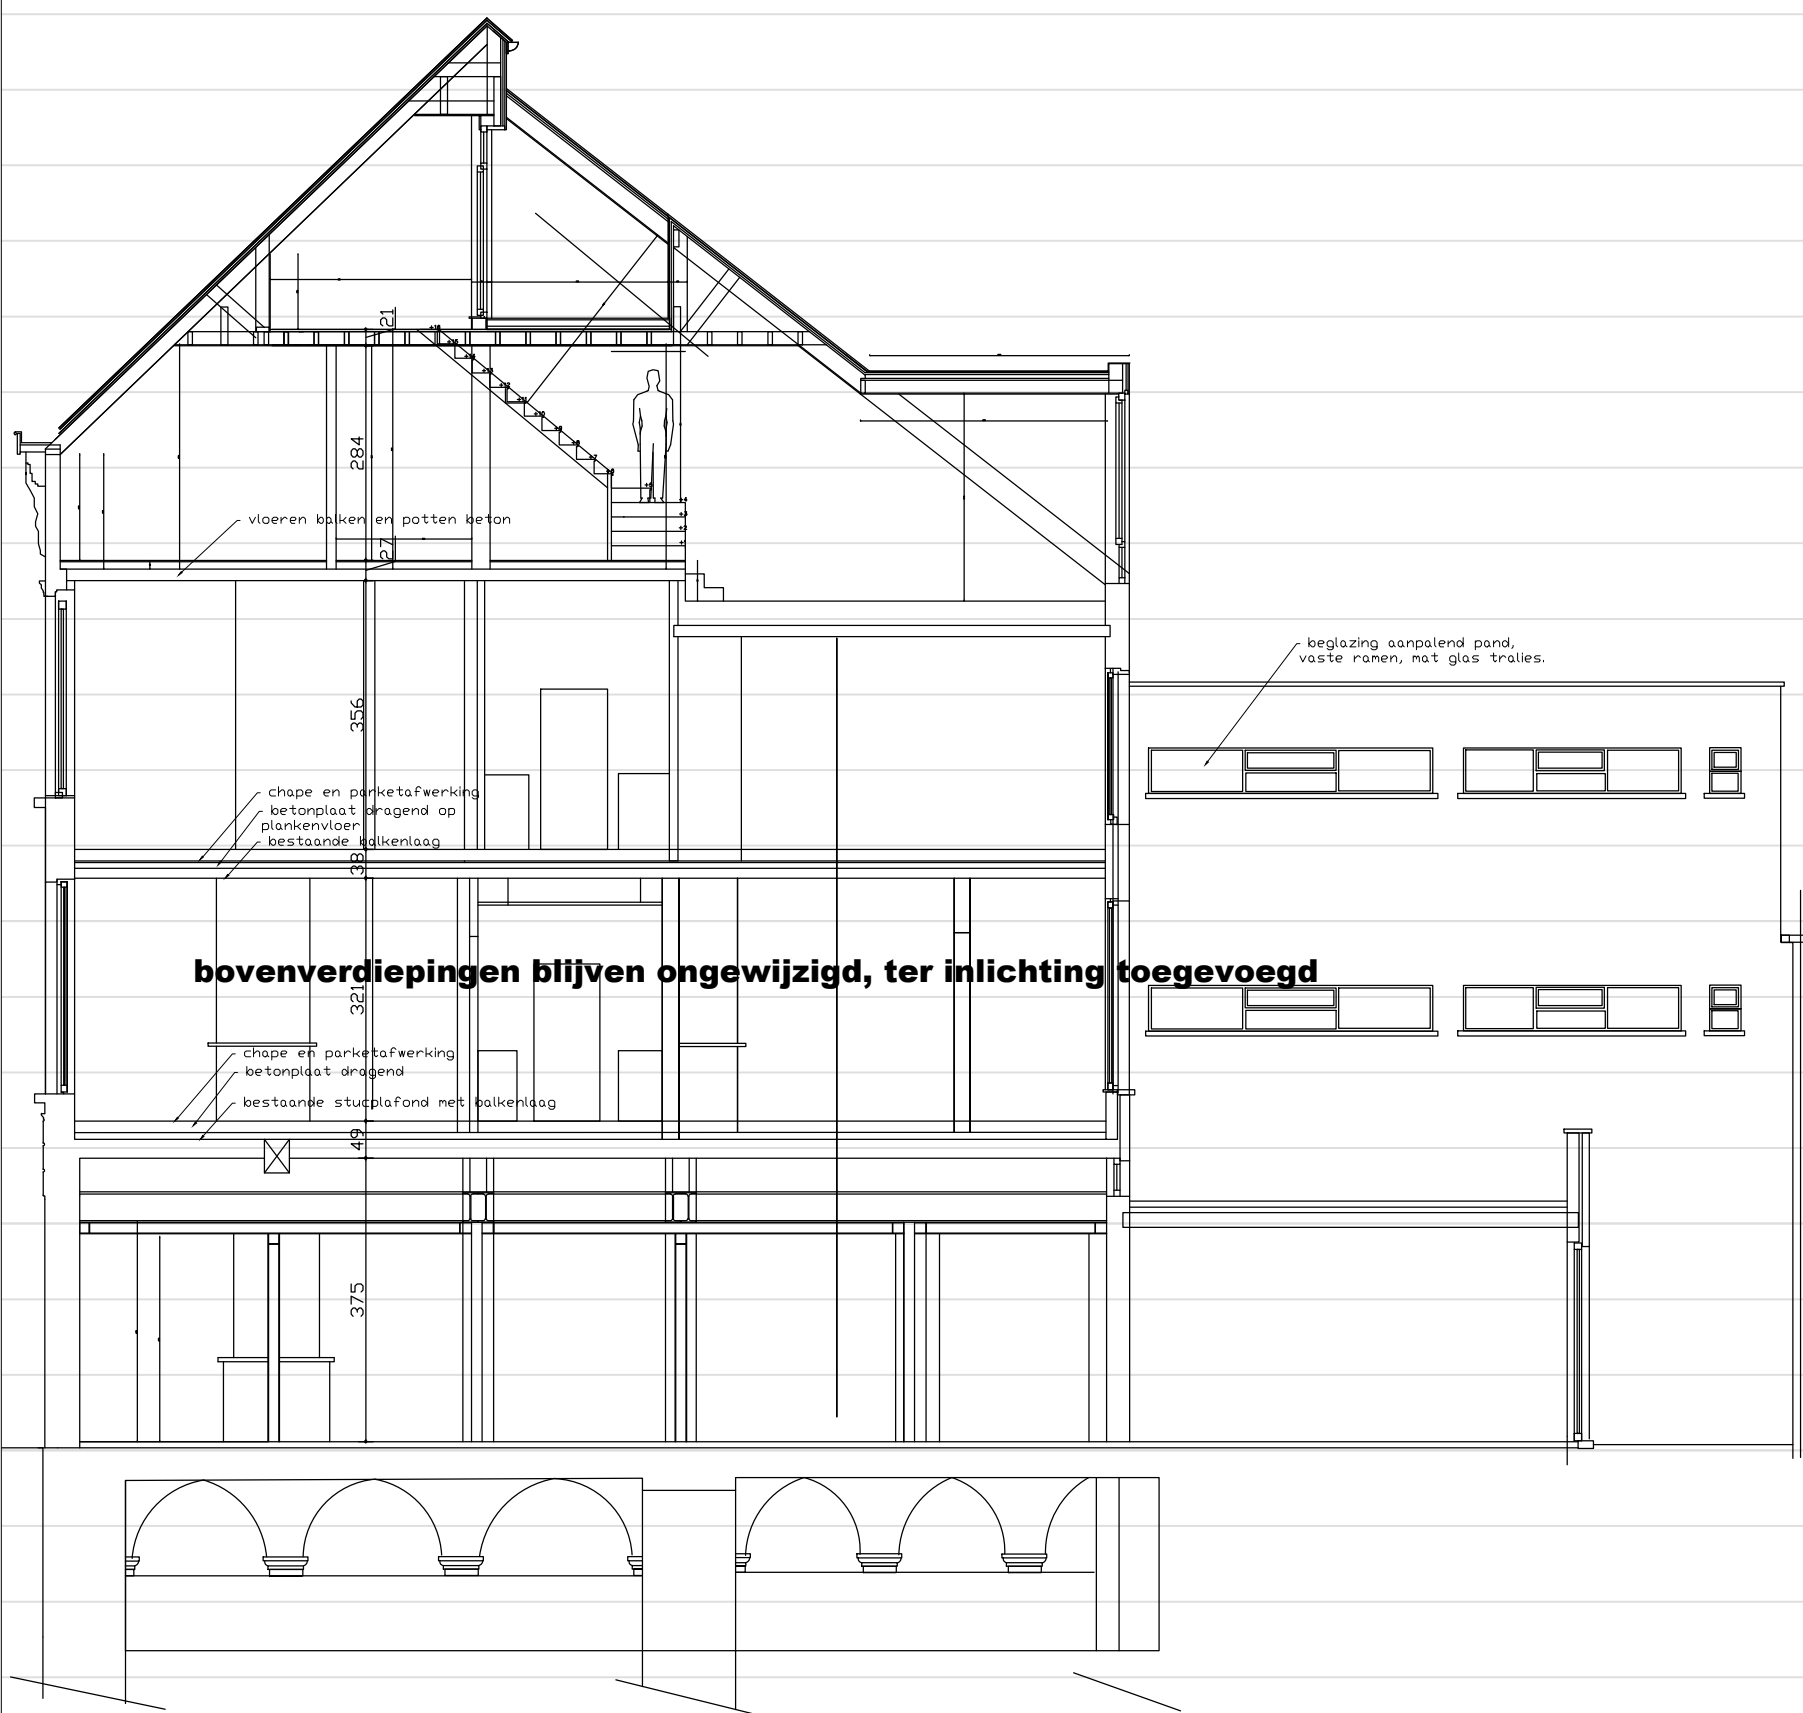 21
284
vloeren balken en potten beton
27
beglazing aanpalend pand,
vaste ramen, mat glas tralies.
356
chape en parketafwerking
betonplaat dragend op
plankenvloer
bestaande balkenlaag
38
bovenverdiepingen blijven ongewijzigd, ter inlichting toegevoegd
321
chape en parketafwerking
betonplaat dragend
bestaande stucplafond met balkenlaag
49
375